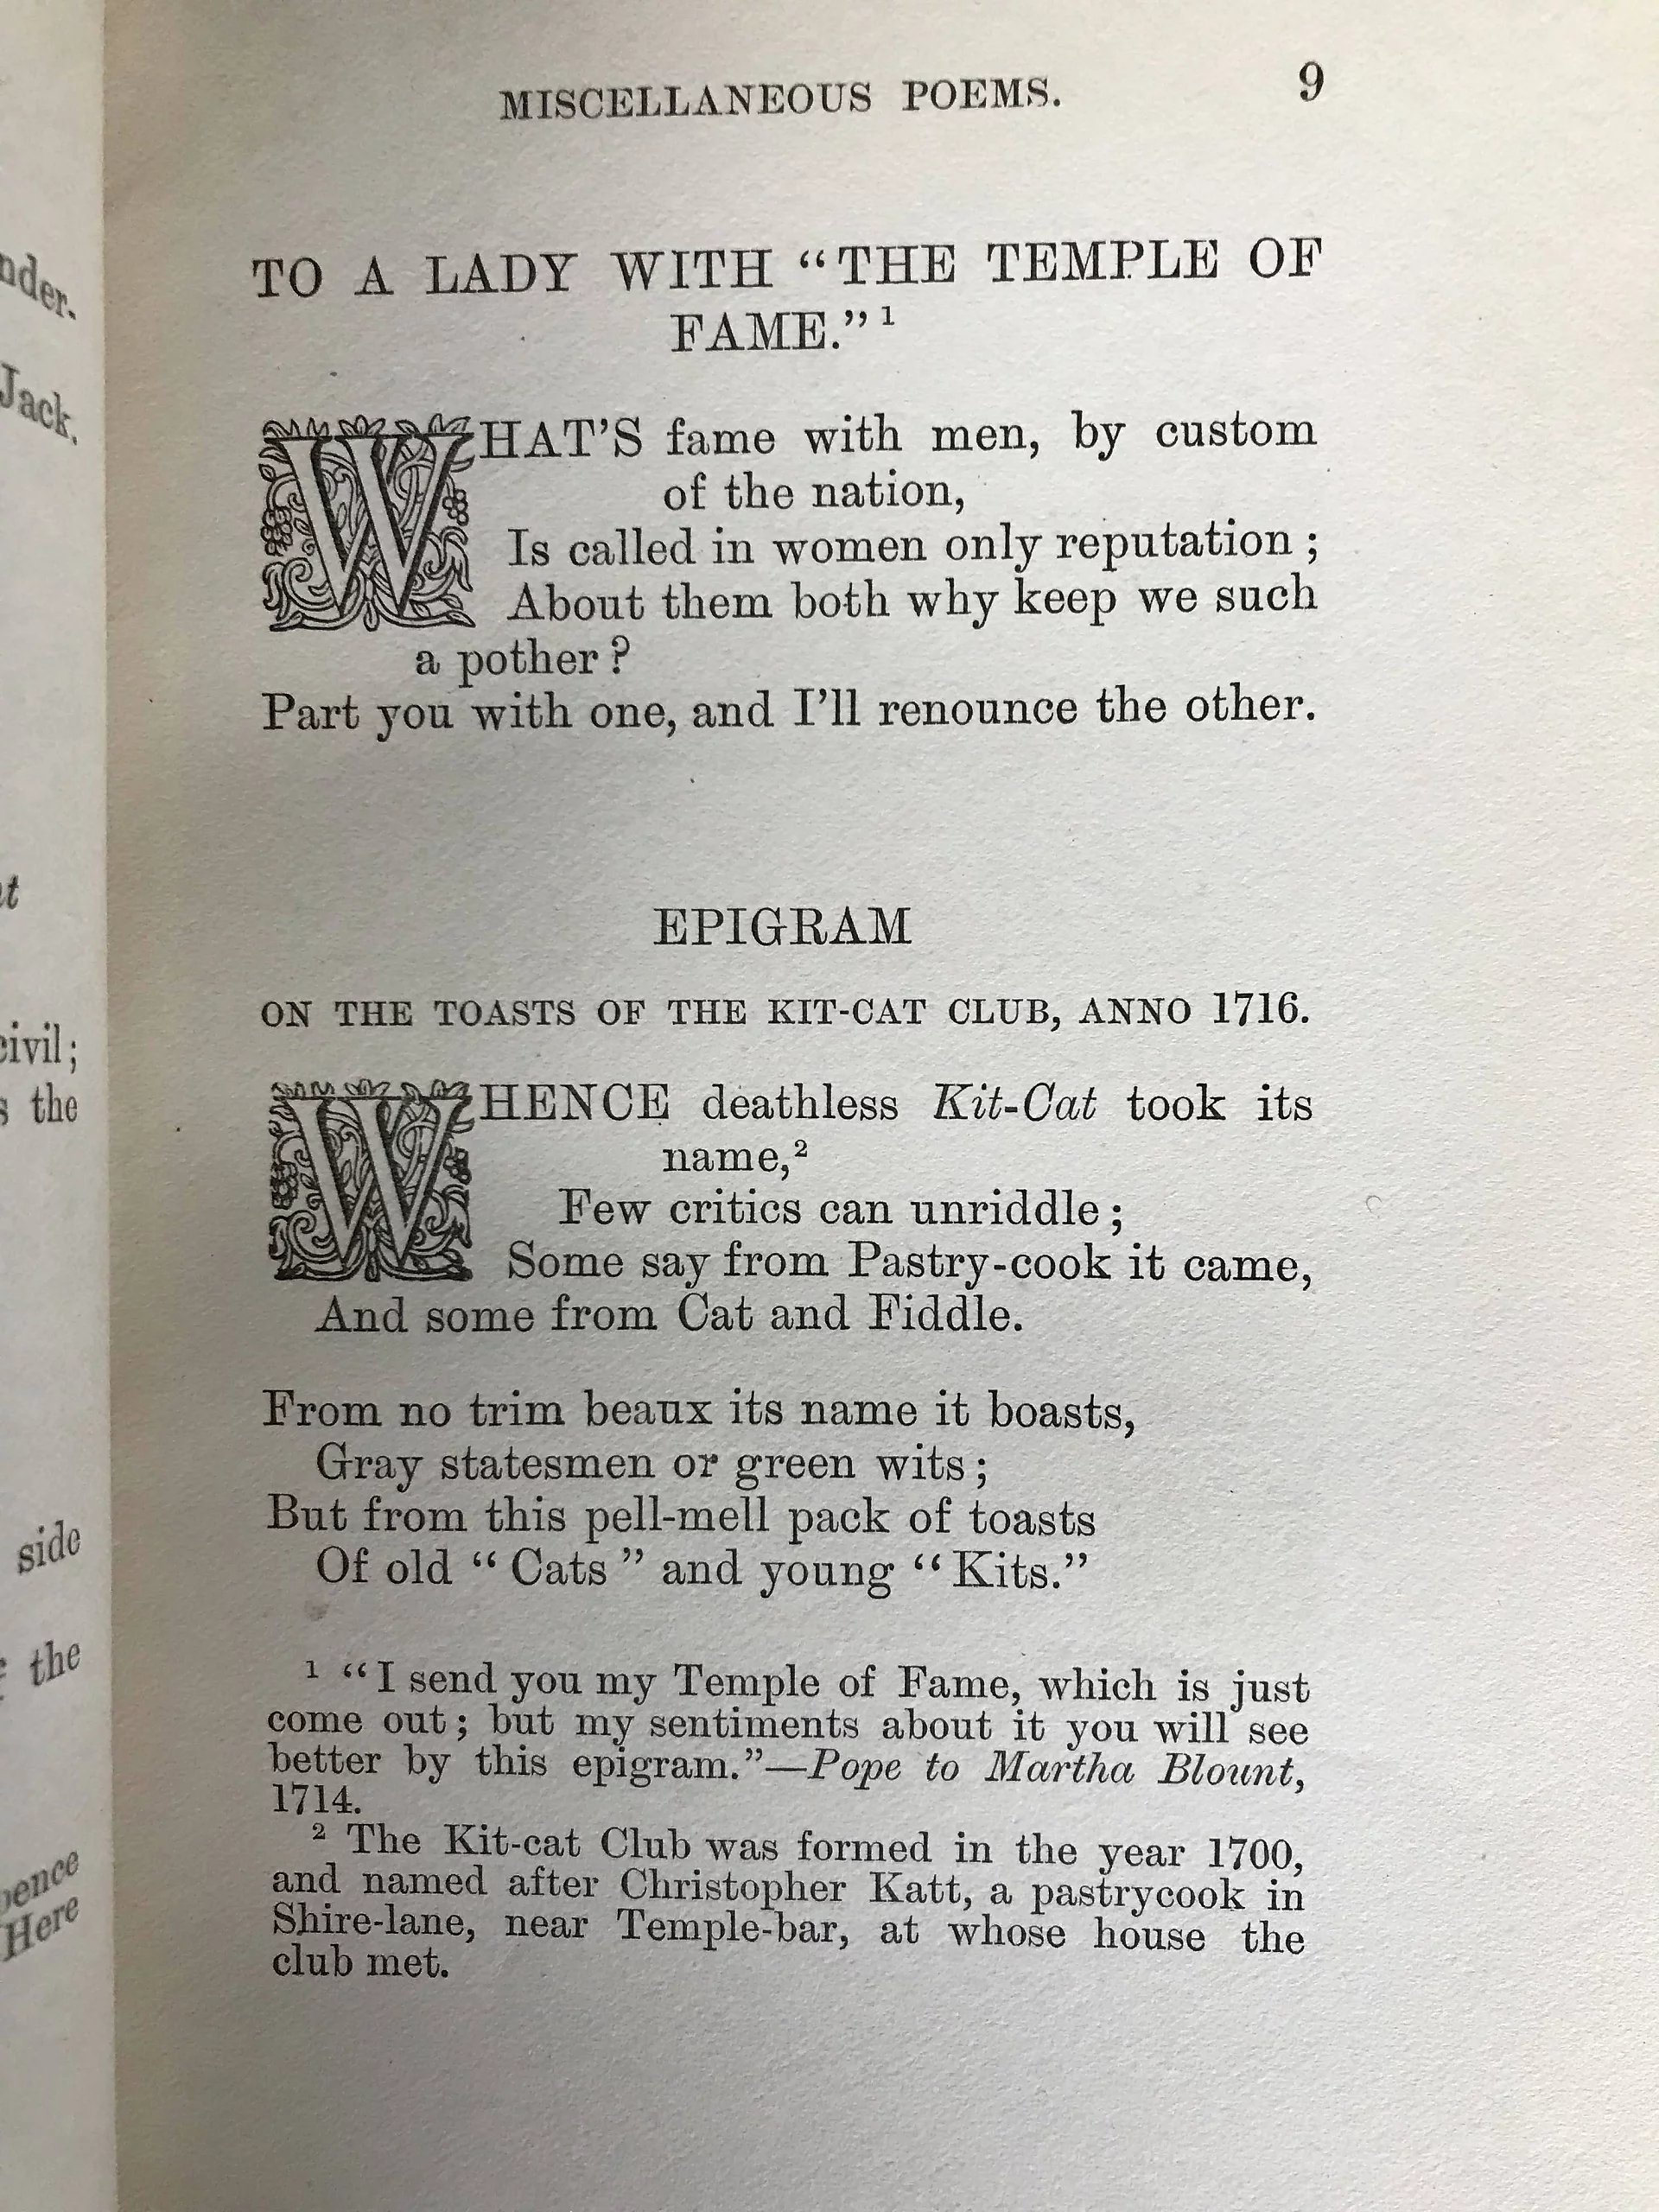 MISCELLANEOUS POEMS. 9
TO A LADY WITH “THE TEMPLE OF
FAME.”¹
WHAT’S fame with men, by custom
of the nation,
Is called in women only reputation ;
About them both why keep we such
a pother ?
Part you with one, and I’ll renounce the other.
EPIGRAM
ON THE TOASTS OF THE KIT-CAT CLUB, ANNO 1716.
WHENCE deathless Kit-Cat took its
name,²
Few critics can unriddle ;
Some say from Pastry-cook it came,
And some from Cat and Fiddle.
From no trim beaux its name it boasts,
Gray statesmen or green wits ;
But from this pell-mell pack of toasts
Of old “ Cats ” and young “ Kits.”
¹ “I send you my Temple of Fame, which is just
come out ; but my sentiments about it you will see
better by this epigram.”—Pope to Martha Blount,
1714.
² The Kit-cat Club was formed in the year 1700,
and named after Christopher Katt, a pastrycook in
Shire-lane, near Temple-bar, at whose house the
club met.
Jack.
civil ;
the
side
the
Here